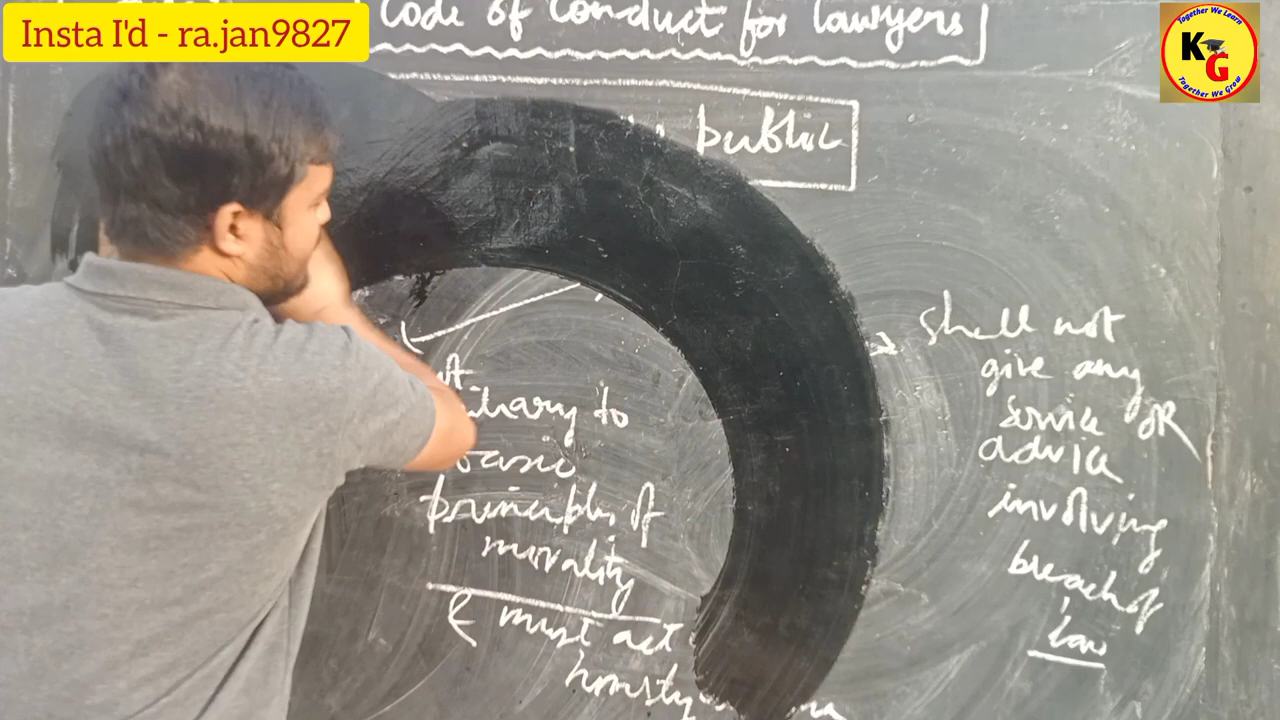 Insta I'd - ra.jan9827
Code of Conduct for lawyers
Together We Learn
KG
Together We Grow
public
to
basic
principles of
morality
& must act
honesty
→ shall not
give any
service OR
advice
involving
breach of
law